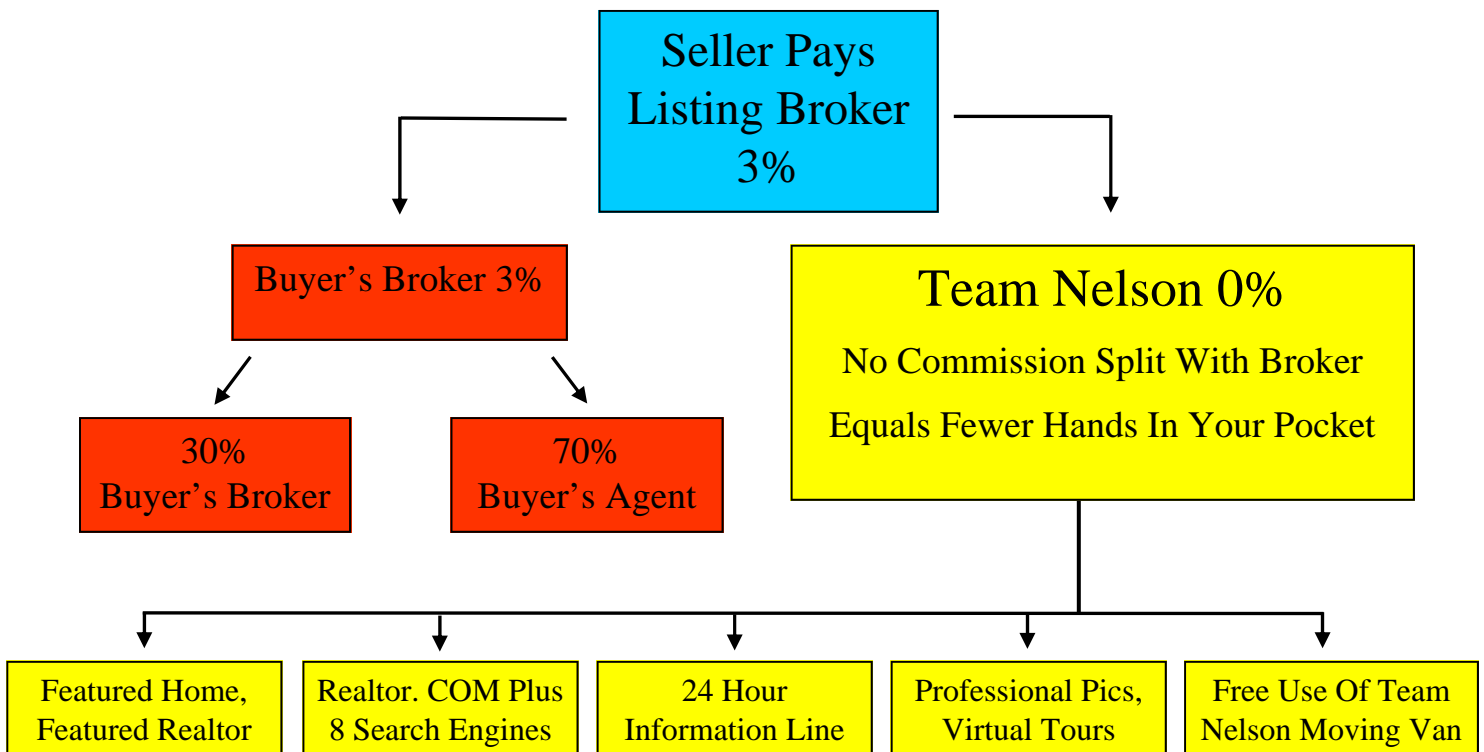 Seller Pays
Listing Broker
3%
Buyer’s Broker 3%
Team Nelson 0%
No Commission Split With Broker
Equals Fewer Hands In Your Pocket
30%
Buyer’s Broker
70%
Buyer’s Agent
Featured Home,
Featured Realtor
Realtor. COM Plus
8 Search Engines
24 Hour
Information Line
Professional Pics,
Virtual Tours
Free Use Of Team
Nelson Moving Van